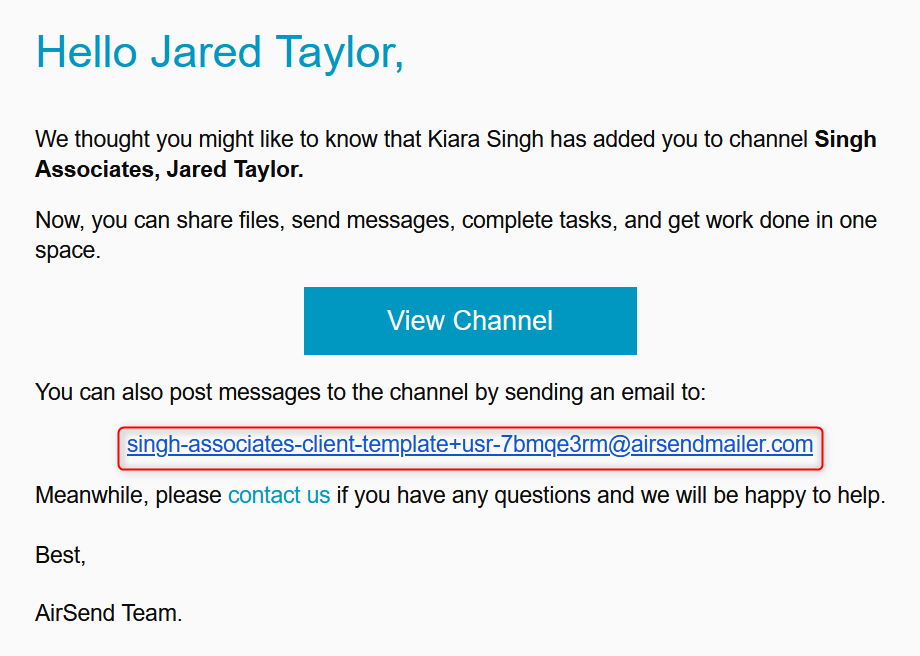 Hello Jared Taylor,
We thought you might like to know that Kiara Singh has added you to channel Singh
Associates, Jared Taylor.
Now, you can share files, send messages, complete tasks, and get work done in one
space.
View Channel
You can also post messages to the channel by sending an email to:
singh-associates-client-template+usr-7bmqe3rm@airsendmailer.com
Meanwhile, please contact us if you have any questions and we will be happy to help.
Best,
AirSend Team.